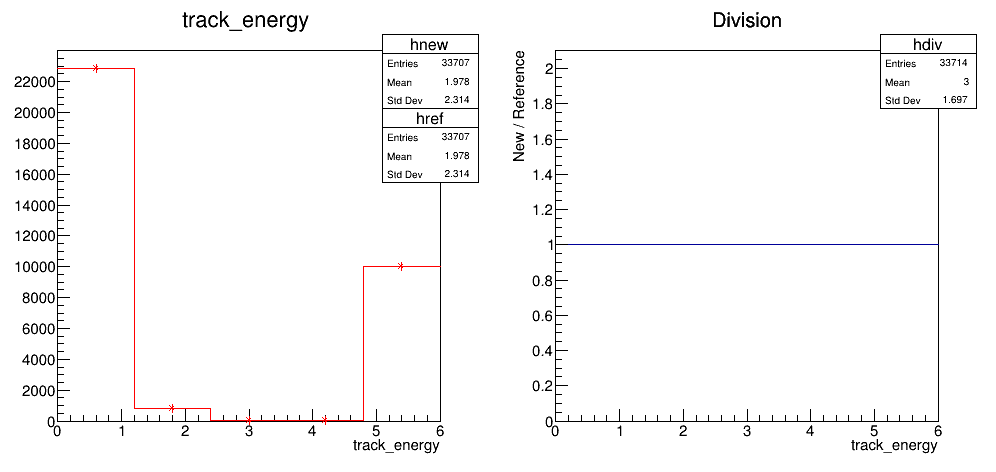 track_energy
hnew
Entries 33707
Mean 1.978
Std Dev 2.314
href
Entries 33707
Mean 1.978
Std Dev 2.314
22000
20000
18000
16000
14000
12000
10000
8000
6000
4000
2000
0
0 1 2 3 4 5 6
track_energy
Division
hdiv
Entries 33714
Mean 3
Std Dev 1.697
New / Reference
2
1.8
1.6
1.4
1.2
1
0.8
0.6
0.4
0.2
0
0 1 2 3 4 5 6
track_energy